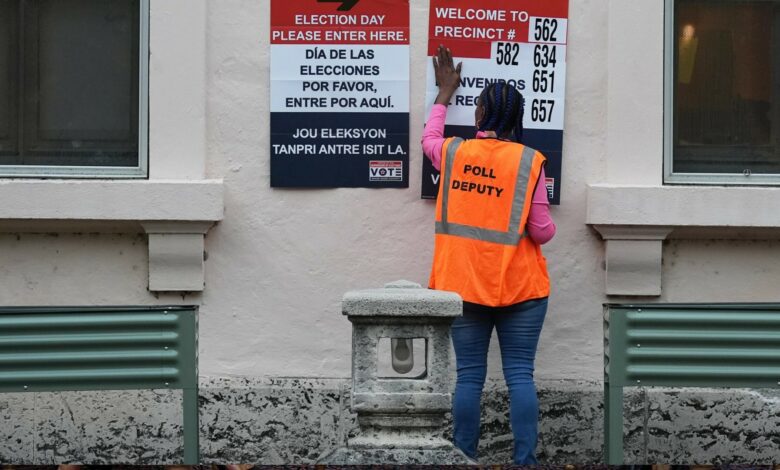 ELECTION DAY
PLEASE ENTER HERE.
DÍA DE LAS
ELECCIONES
POR FAVOR,
ENTRE POR AQUÍ.
JOU ELEKSYON
TANPRI ANTRE ISIT LA.
VOTE
WELCOME TO
PRECINCT #
562
582
634
651
657
ENVENIDOS
POLL
DEPUTY